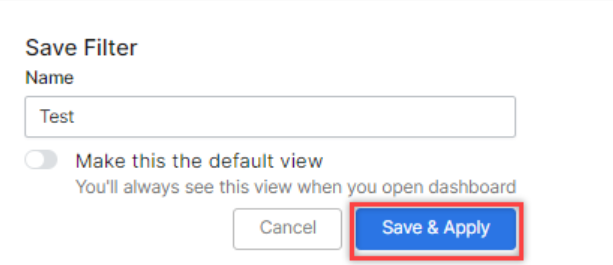 Save Filter
Name
Test
Make this the default view
You'll always see this view when you open dashboard
Cancel
Save & Apply